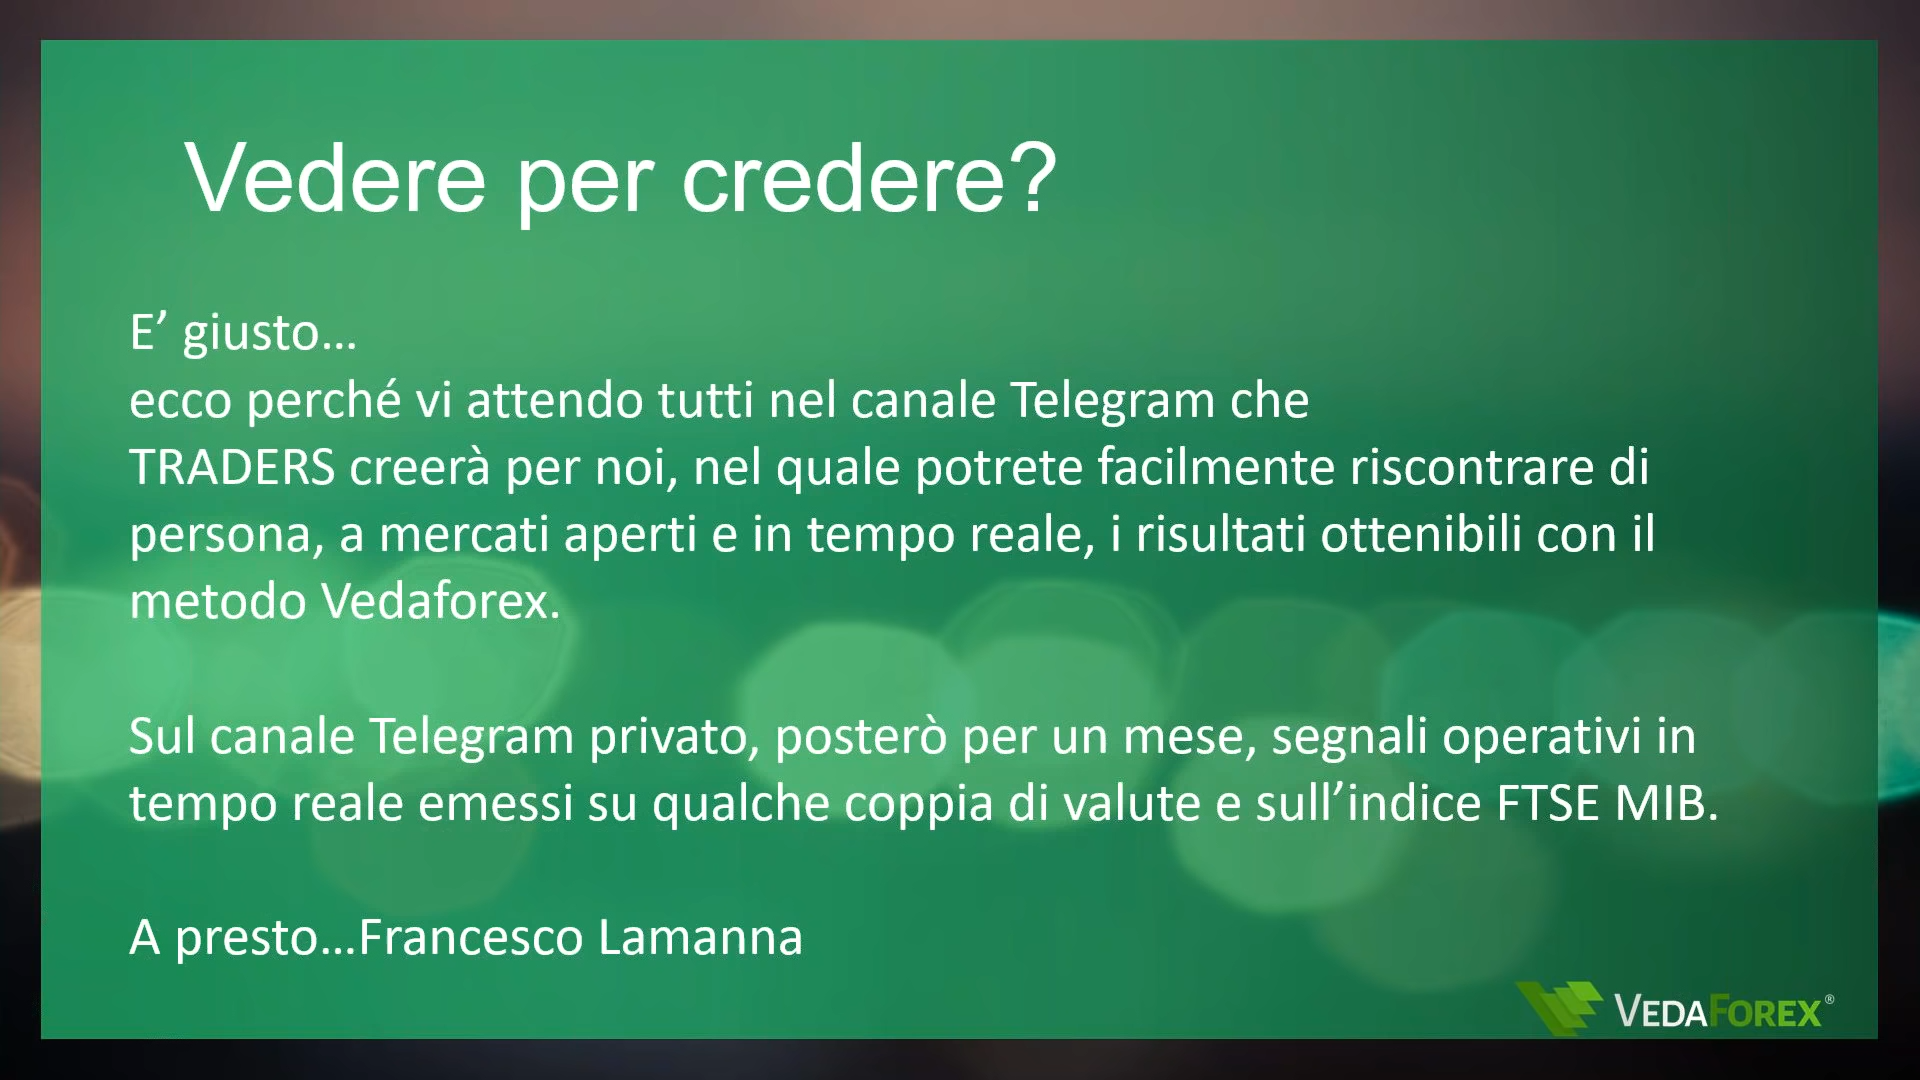 Vedere per credere?
E’ giusto…
ecco perché vi attendo tutti nel canale Telegram che
TRADERS creerà per noi, nel quale potrete facilmente riscontrare di
persona, a mercati aperti e in tempo reale, i risultati ottenibili con il
metodo Vedaforex.
Sul canale Telegram privato, posterò per un mese, segnali operativi in
tempo reale emessi su qualche coppia di valute e sull’indice FTSE MIB.
A presto…Francesco Lamanna
VEDAFOREX®